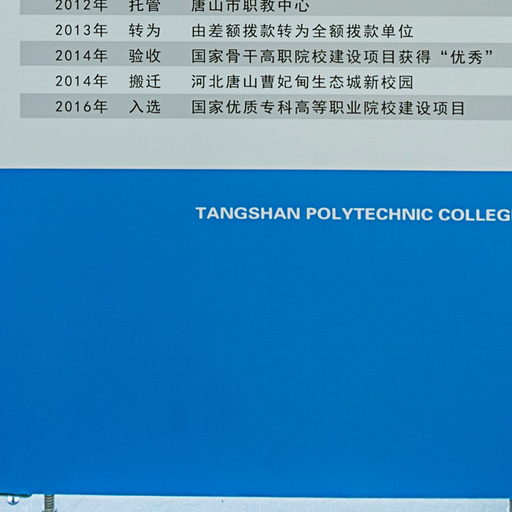 2012年 托管 唐山市职教中心
2013年 转为 由差额拨款转为全额拨款单位
2014年 验收 国家骨干高职院校建设项目获得“优秀”
2014年 搬迁 河北唐山曹妃甸生态城新校园
2016年 入选 国家优质专科高等职业院校建设项目
TANGSHAN POLYTECHNIC COLLEG